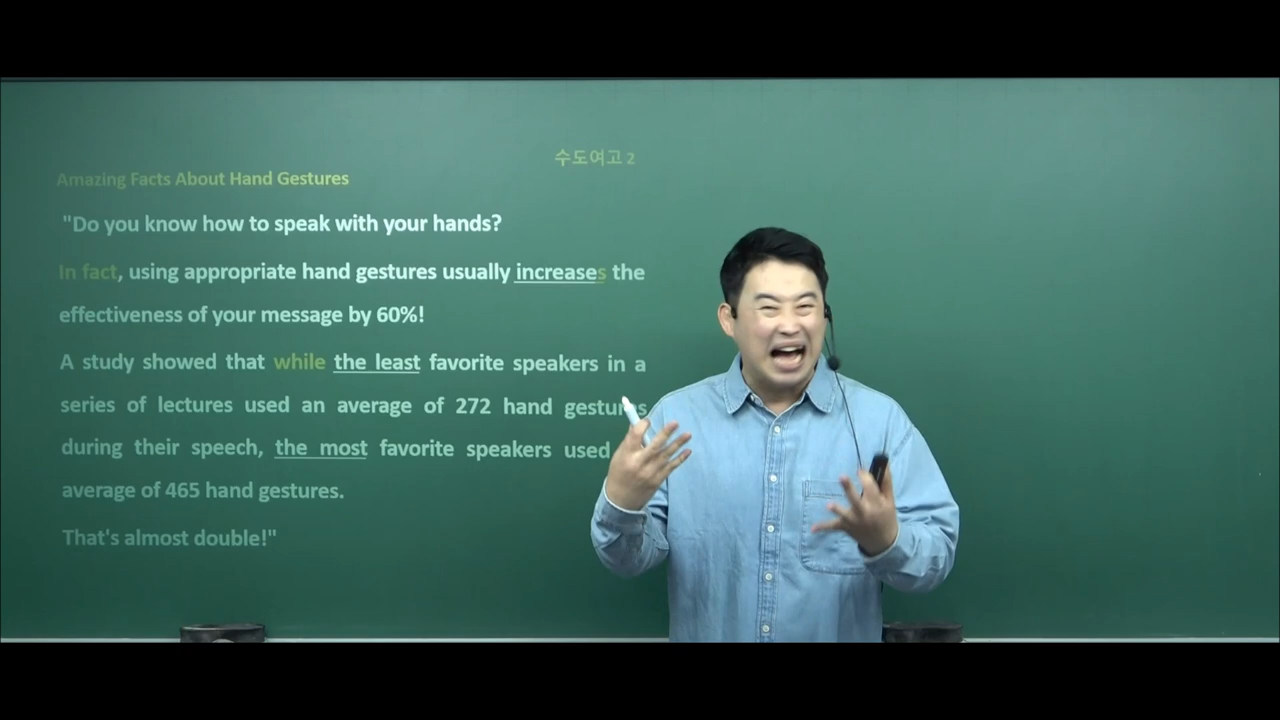 수도여고 2
Amazing Facts About Hand Gestures
"Do you know how to speak with your hands?
In fact, using appropriate hand gestures usually increases the
effectiveness of your message by 60%!
A study showed that while the least favorite speakers in a
series of lectures used an average of 272 hand gestures
during their speech, the most favorite speakers used
average of 465 hand gestures.
That's almost double!"